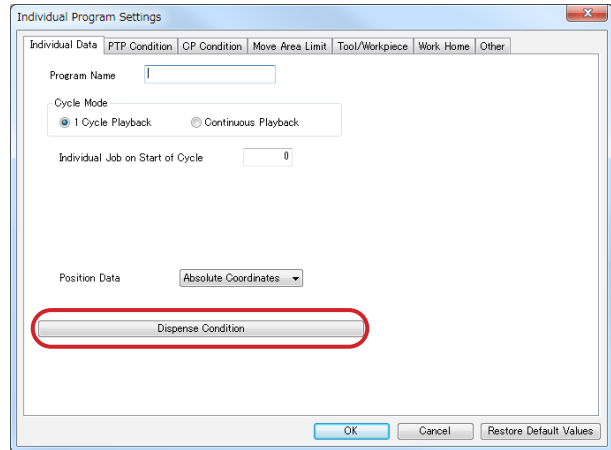 Individual Program Settings
Individual Data PTP Condition CP Condition Move Area Limit Tool/Workpiece Work Home Other
Program Name
Cycle Mode
1 Cycle Playback Continuous Playback
Individual Job on Start of Cycle 0
Position Data Absolute Coordinates
Dispense Condition
OK Cancel Restore Default Values